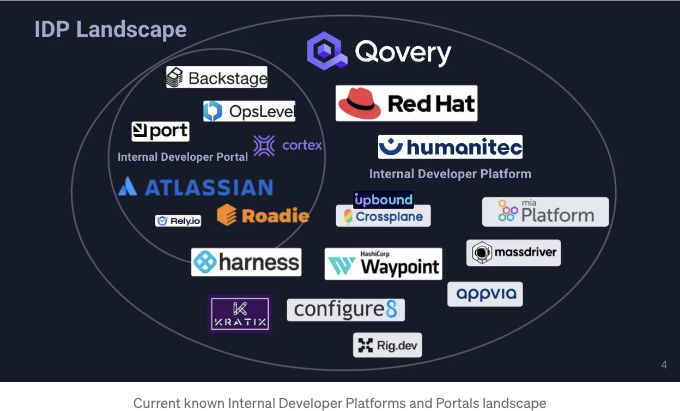 IDP Landscape
Qovery
Backstage
Red Hat
OpsLevel
port
cortex
humanitec
Internal Developer Portal
Internal Developer Platform
ATLASSIAN
upbound
Crossplane
mia
Platform
Rely.io
Roadie
massdriver
harness
HashiCorp
Waypoint
appvia
KRATIX
configure8
Rig.dev
4
Current known Internal Developer Platforms and Portals landscape